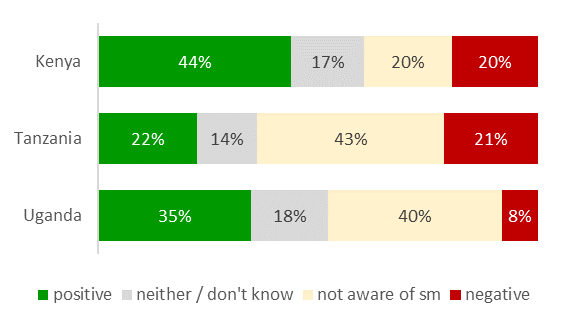 Kenya 44% 17% 20% 20%
Tanzania 22% 14% 43% 21%
Uganda 35% 18% 40% 8%
positive neither / don't know not aware of sm negative